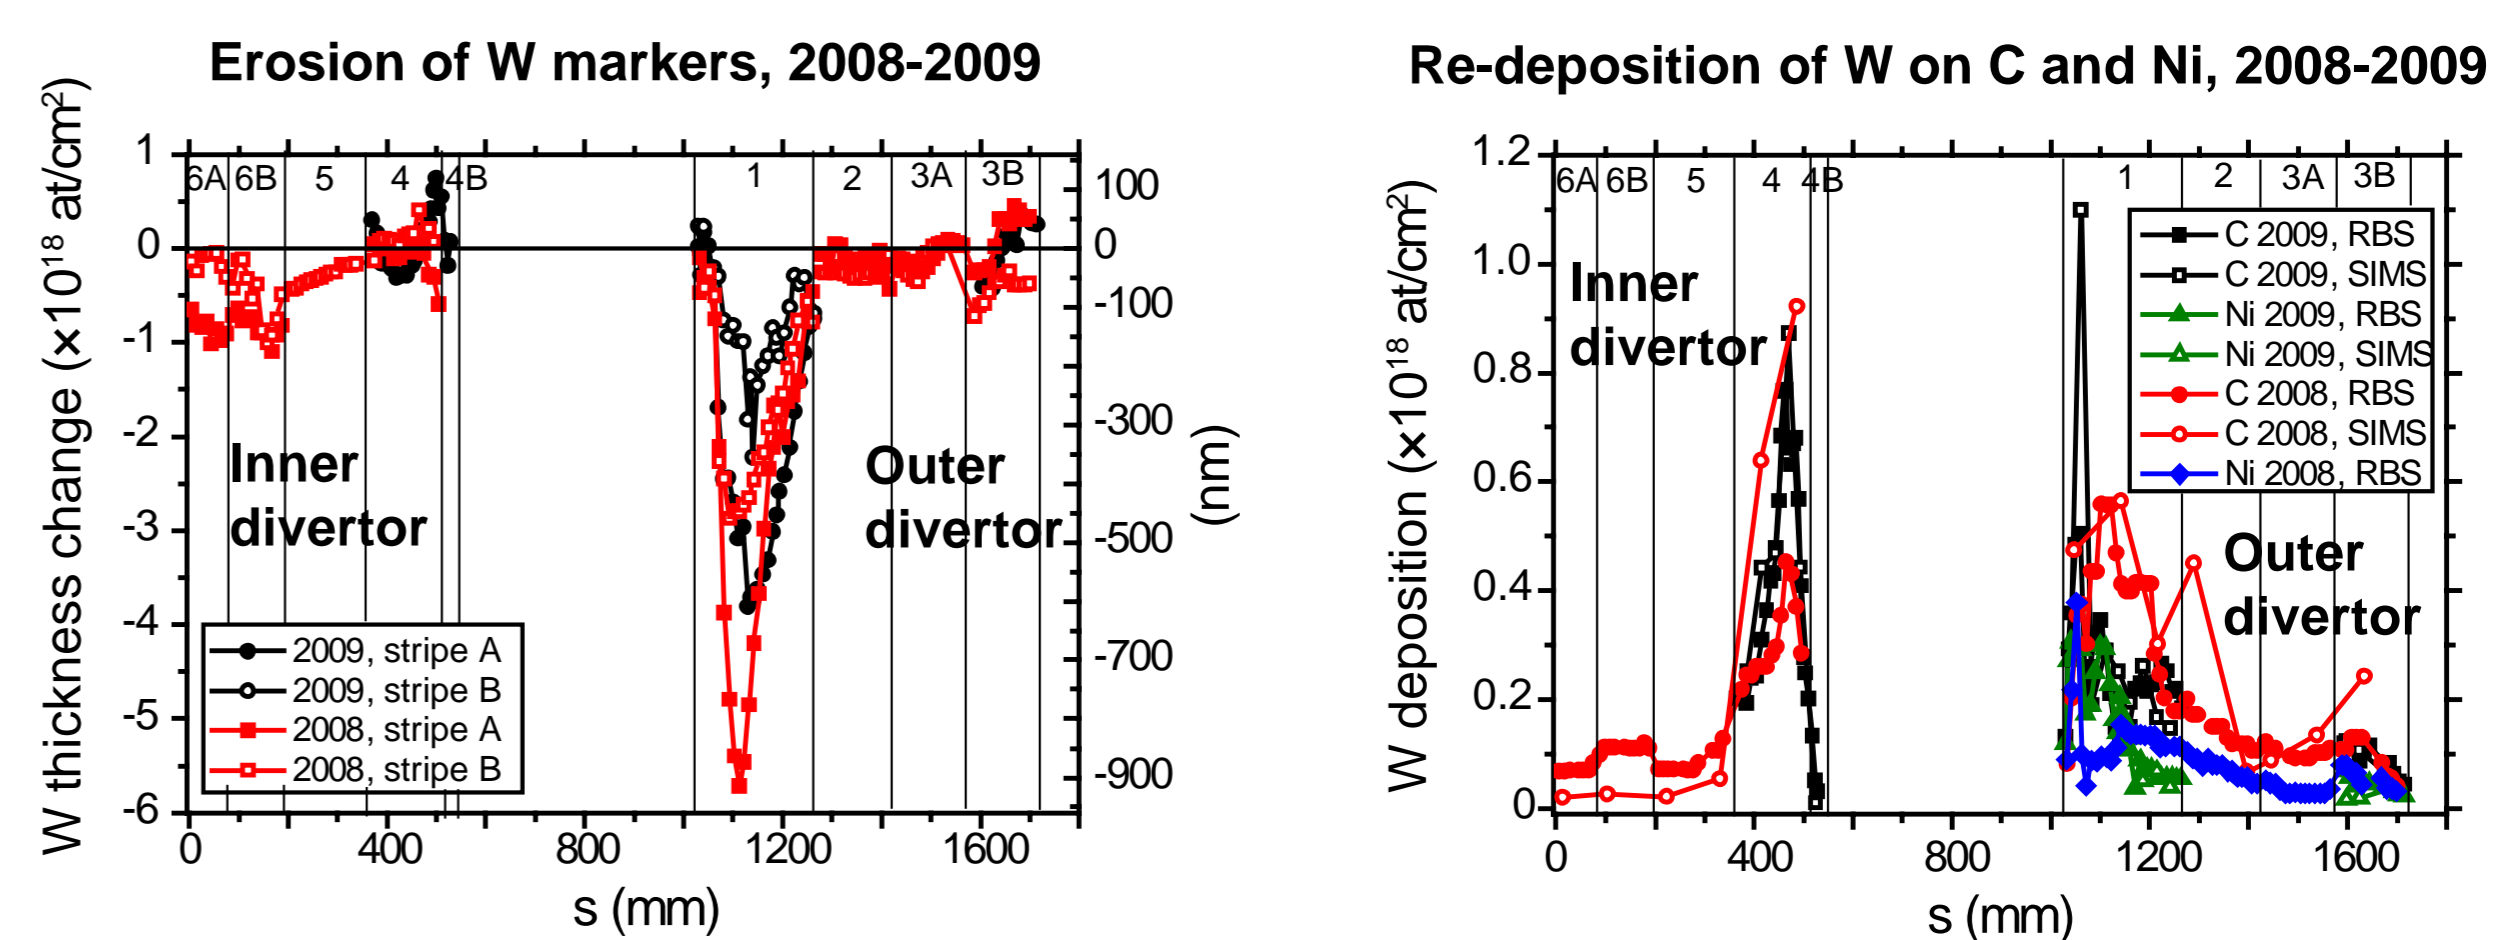 Erosion of W markers, 2008-2009
W thickness change (×10¹⁸ at/cm²)
1
0
-1
-2
-3
-4
-5
-6
6A 6B 5 4 4B 1 2 3A 3B
100
0
-100
-300
-500
-700
-900
(nm)
Inner
divertor
Outer
divertor
2009, stripe A
2009, stripe B
2008, stripe A
2008, stripe B
0 400 800 1200 1600
s (mm)
Re-deposition of W on C and Ni, 2008-2009
W deposition (×10¹⁸ at/cm²)
1.2
1.0
0.8
0.6
0.4
0.2
0
6A 6B 5 4 4B 1 2 3A 3B
Inner
divertor
C 2009, RBS
C 2009, SIMS
Ni 2009, RBS
Ni 2009, SIMS
C 2008, RBS
C 2008, SIMS
Ni 2008, RBS
Outer
divertor
0 400 800 1200 1600
s (mm)